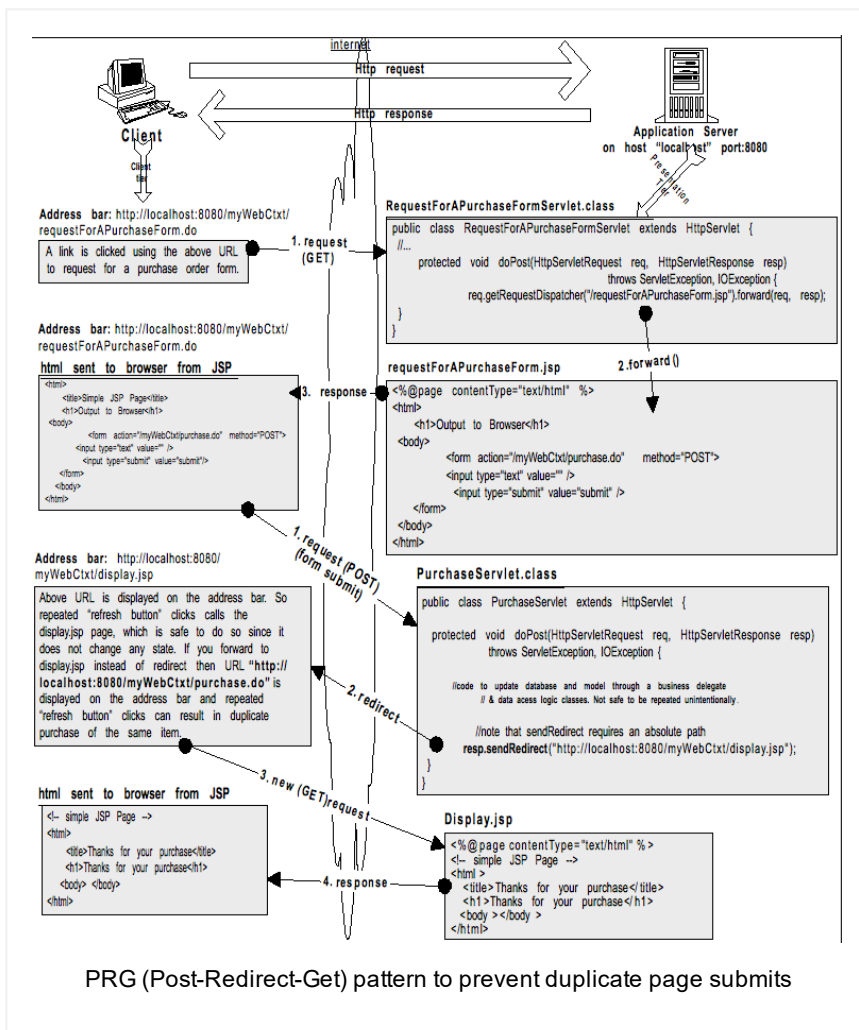 internet
Http request
Http response
Client
Application Server
on host "localhost" port:8080
Client
tier
Presentation
Tier
Address bar: http://localhost:8080/myWebCtxt/
requestForAPurchaseForm.do
A link is clicked using the above URL
to request for a purchase order form.
1. request
(GET)
RequestForAPurchaseFormServlet.class
public class RequestForAPurchaseFormServlet extends HttpServlet {
//...
protected void doPost(HttpServletRequest req, HttpServletResponse resp)
throws ServletException, IOException {
req.getRequestDispatcher("/requestForAPurchaseForm.jsp").forward(req, resp);
}
}
2.forward()
Address bar: http://localhost:8080/myWebCtxt/
requestForAPurchaseForm.do
html sent to browser from JSP
<html>
<title>Simple JSP Page</title>
<h1>Output to Browser</h1>
<body>
<form action="/myWebCtxt/purchase.do" method="POST">
<input type="text" value="" />
<input type="submit" value="submit"/>
</form>
</body>
</html>
3. response
requestForAPurchaseForm.jsp
<%@page contentType="text/html" %>
<html>
<h1>Output to Browser</h1>
<body>
<form action="/myWebCtxt/purchase.do" method="POST">
<input type="text" value="" />
<input type="submit" value="submit" />
</form>
</body>
</html>
1. request (POST)
(form submit)
Address bar: http://localhost:8080/
myWebCtxt/display.jsp
Above URL is displayed on the address bar. So
repeated "refresh button" clicks calls the
display.jsp page, which is safe to do so since it
does not change any state. If you forward to
display.jsp instead of redirect then URL "http://
localhost:8080/myWebCtxt/purchase.do" is
displayed on the address bar and repeated
"refresh button" clicks can result in duplicate
purchase of the same item.
2. redirect
PurchaseServlet.class
public class PurchaseServlet extends HttpServlet {
protected void doPost(HttpServletRequest req, HttpServletResponse resp)
throws ServletException, IOException {
//code to update database and model through a business delegate
// & data acess logic classes. Not safe to be repeated unintentionally.
//note that sendRedirect requires an absolute path
resp.sendRedirect("http://localhost:8080/myWebCtxt/display.jsp");
}
}
3. new (GET)request
html sent to browser from JSP
<!-- simple JSP Page -->
<html>
<title>Thanks for your purchase</title>
<h1>Thanks for your purchase</h1>
<body> </body>
</html>
4. response
Display.jsp
<%@page contentType="text/html" %>
<!-- simple JSP Page -->
<html >
<title>Thanks for your purchase</title>
<h1>Thanks for your purchase</h1>
<body ></body >
</html>
PRG (Post-Redirect-Get) pattern to prevent duplicate page submits